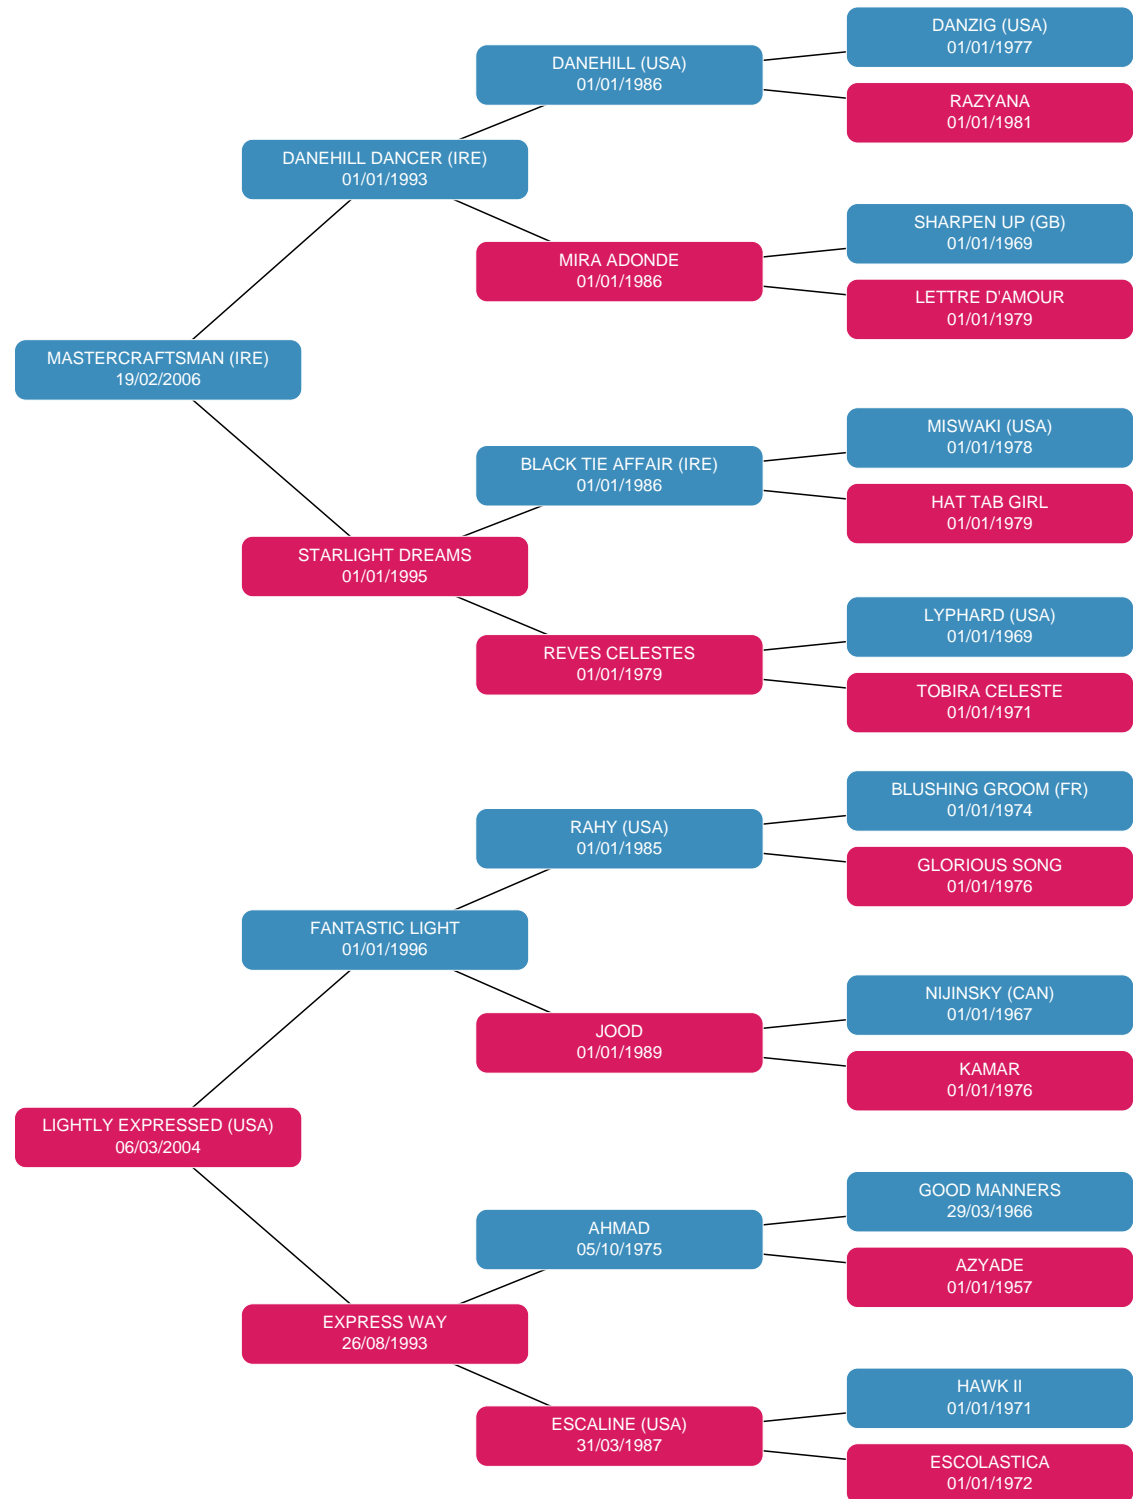 DANZIG (USA)
01/01/1977
DANEHILL (USA)
01/01/1986
RAZYANA
01/01/1981
DANEHILL DANCER (IRE)
01/01/1993
SHARPEN UP (GB)
01/01/1969
MIRA ADONDE
01/01/1986
LETTRE D'AMOUR
01/01/1979
MASTERCRAFTSMAN (IRE)
19/02/2006
MISWAKI (USA)
01/01/1978
BLACK TIE AFFAIR (IRE)
01/01/1986
HAT TAB GIRL
01/01/1979
STARLIGHT DREAMS
01/01/1995
LYPHARD (USA)
01/01/1969
REVES CELESTES
01/01/1979
TOBIRA CELESTE
01/01/1971
BLUSHING GROOM (FR)
01/01/1974
RAHY (USA)
01/01/1985
GLORIOUS SONG
01/01/1976
FANTASTIC LIGHT
01/01/1996
NIJINSKY (CAN)
01/01/1967
JOOD
01/01/1989
KAMAR
01/01/1976
LIGHTLY EXPRESSED (USA)
06/03/2004
GOOD MANNERS
29/03/1966
AHMAD
05/10/1975
AZYADE
01/01/1957
EXPRESS WAY
26/08/1993
HAWK II
01/01/1971
ESCALINE (USA)
31/03/1987
ESCOLASTICA
01/01/1972